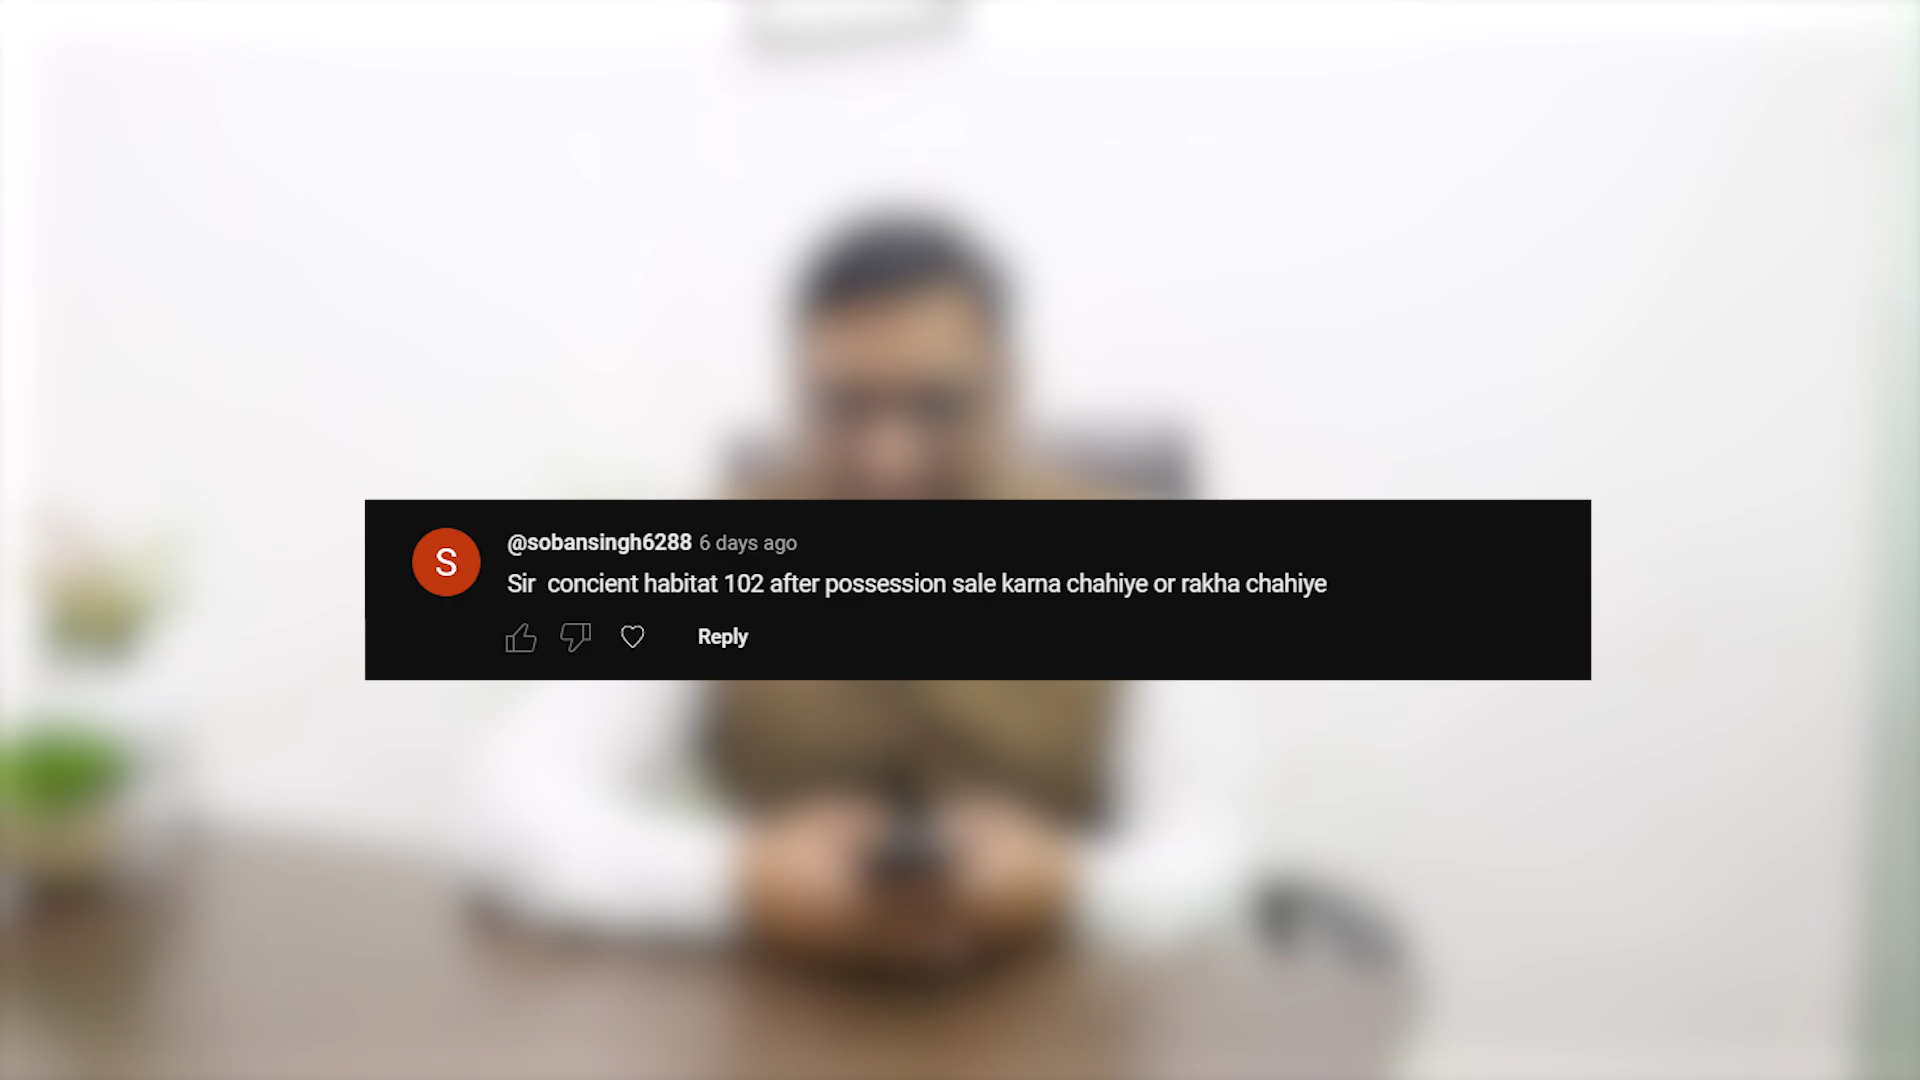 S
@sobansingh6288 6 days ago
Sir concient habitat 102 after possession sale karna chahiye or rakha chahiye
Reply